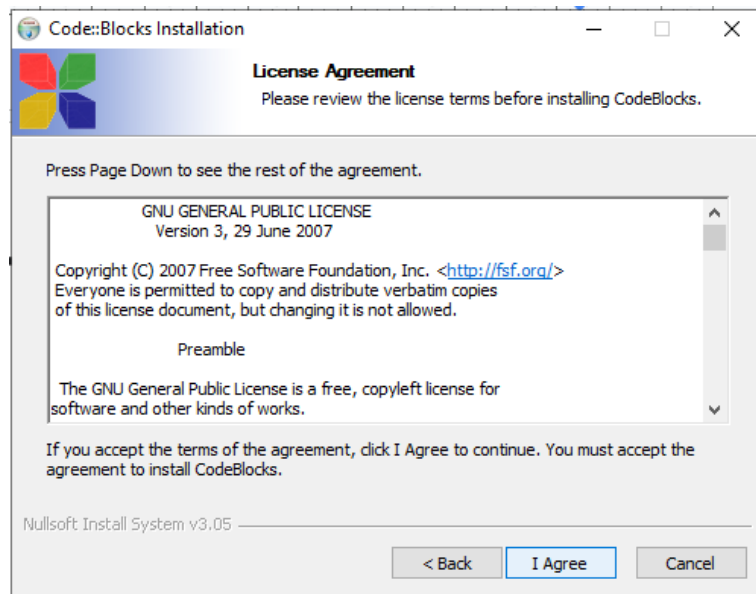 Code::Blocks Installation
License Agreement
Please review the license terms before installing CodeBlocks.
Press Page Down to see the rest of the agreement.
GNU GENERAL PUBLIC LICENSE
Version 3, 29 June 2007
Copyright (C) 2007 Free Software Foundation, Inc. <http://fsf.org/>
Everyone is permitted to copy and distribute verbatim copies
of this license document, but changing it is not allowed.
Preamble
The GNU General Public License is a free, copyleft license for
software and other kinds of works.
If you accept the terms of the agreement, click I Agree to continue. You must accept the
agreement to install CodeBlocks.
Nullsoft Install System v3.05
< Back
I Agree
Cancel